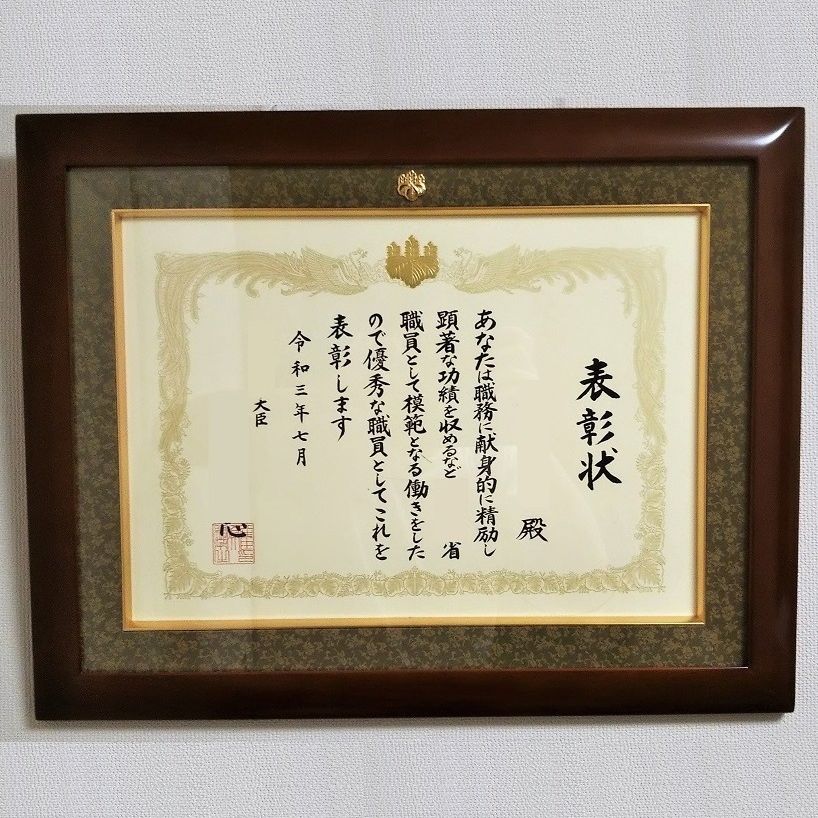 表彰状
殿
あなたは職務に献身的に精励し
顕著な功績を収めるなど 省
職員として模範となる働きをした
ので優秀な職員としてこれを
表彰します
令和三年七月
大臣
心